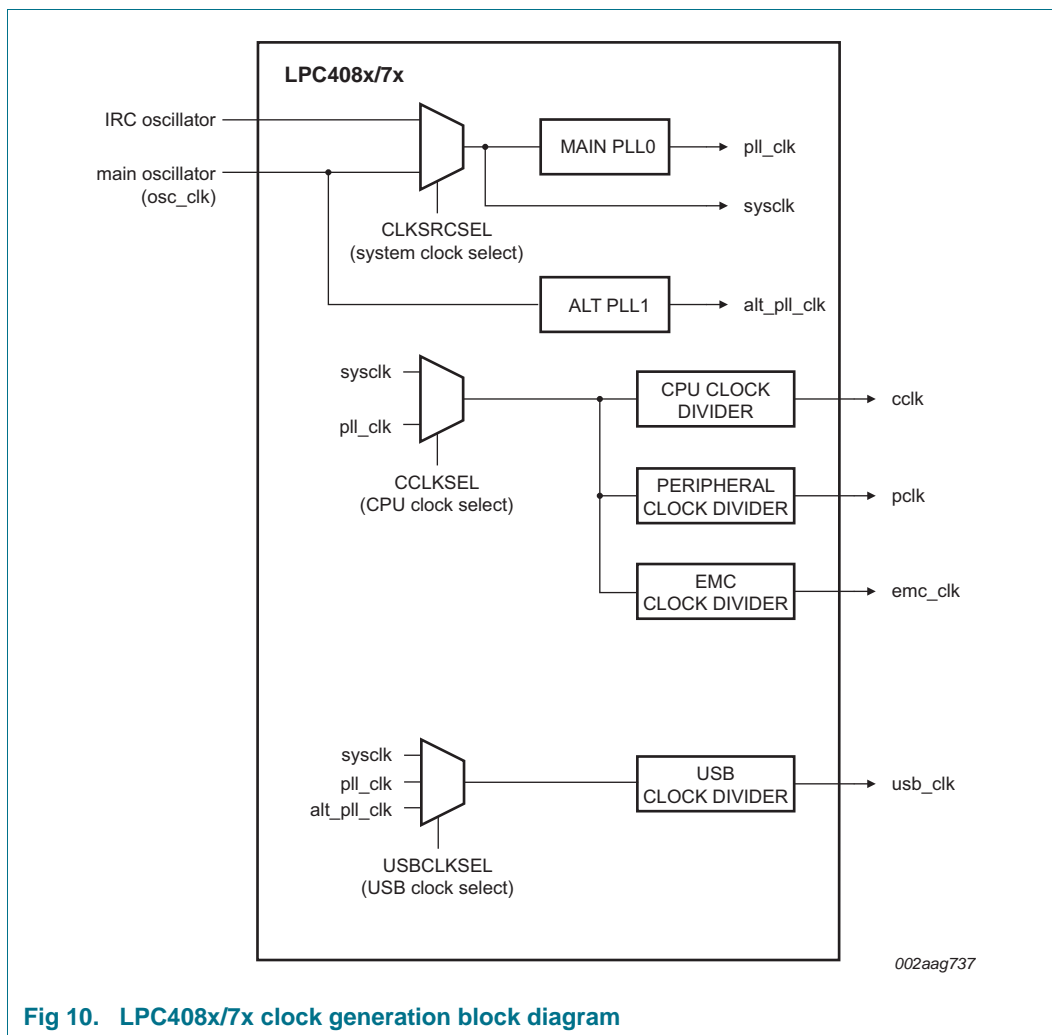 LPC408x/7x
IRC oscillator
main oscillator
(osc_clk)
CLKSRCSEL
(system clock select)
MAIN PLL0
pll_clk
sysclk
ALT PLL1
alt_pll_clk
sysclk
pll_clk
CCLKSEL
(CPU clock select)
CPU CLOCK
DIVIDER
cclk
PERIPHERAL
CLOCK DIVIDER
pclk
EMC
CLOCK DIVIDER
emc_clk
sysclk
pll_clk
alt_pll_clk
USBCLKSEL
(USB clock select)
USB
CLOCK DIVIDER
usb_clk
002aag737
Fig 10. LPC408x/7x clock generation block diagram